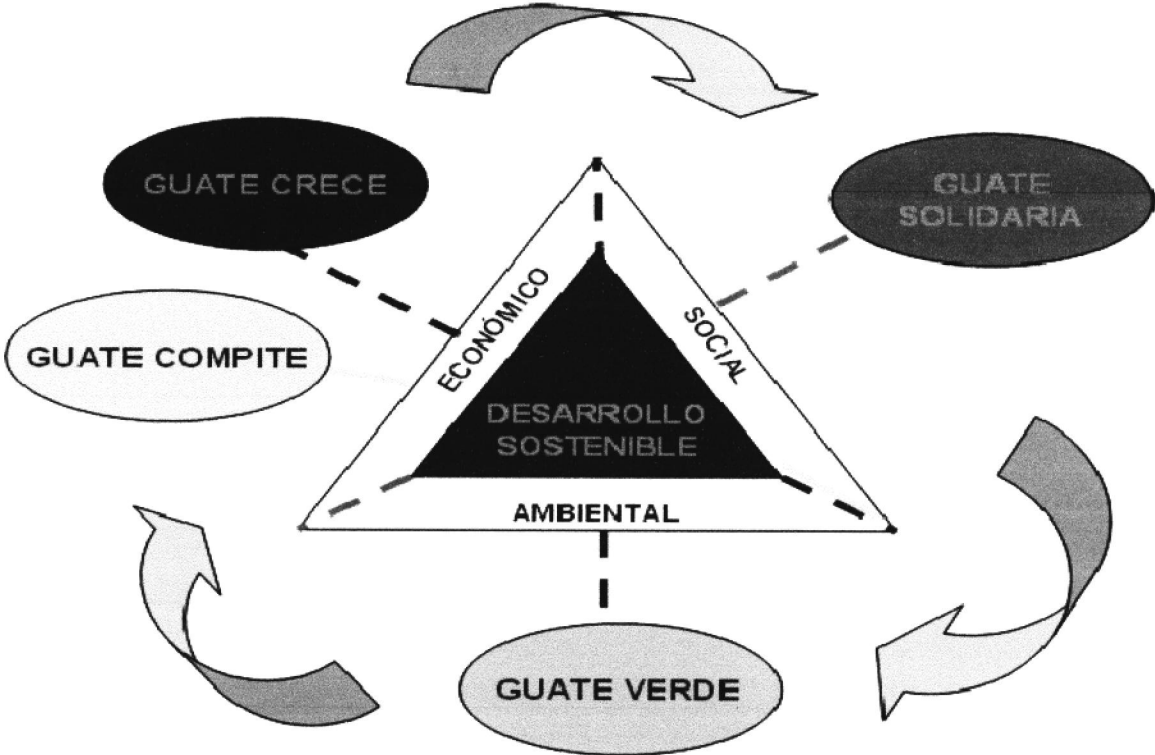 GUATE CRECE
GUATE
SOLIDARIA
ECONÓMICO
SOCIAL
GUATE COMPITE
DESARROLLO
SOSTENIBLE
AMBIENTAL
GUATE VERDE